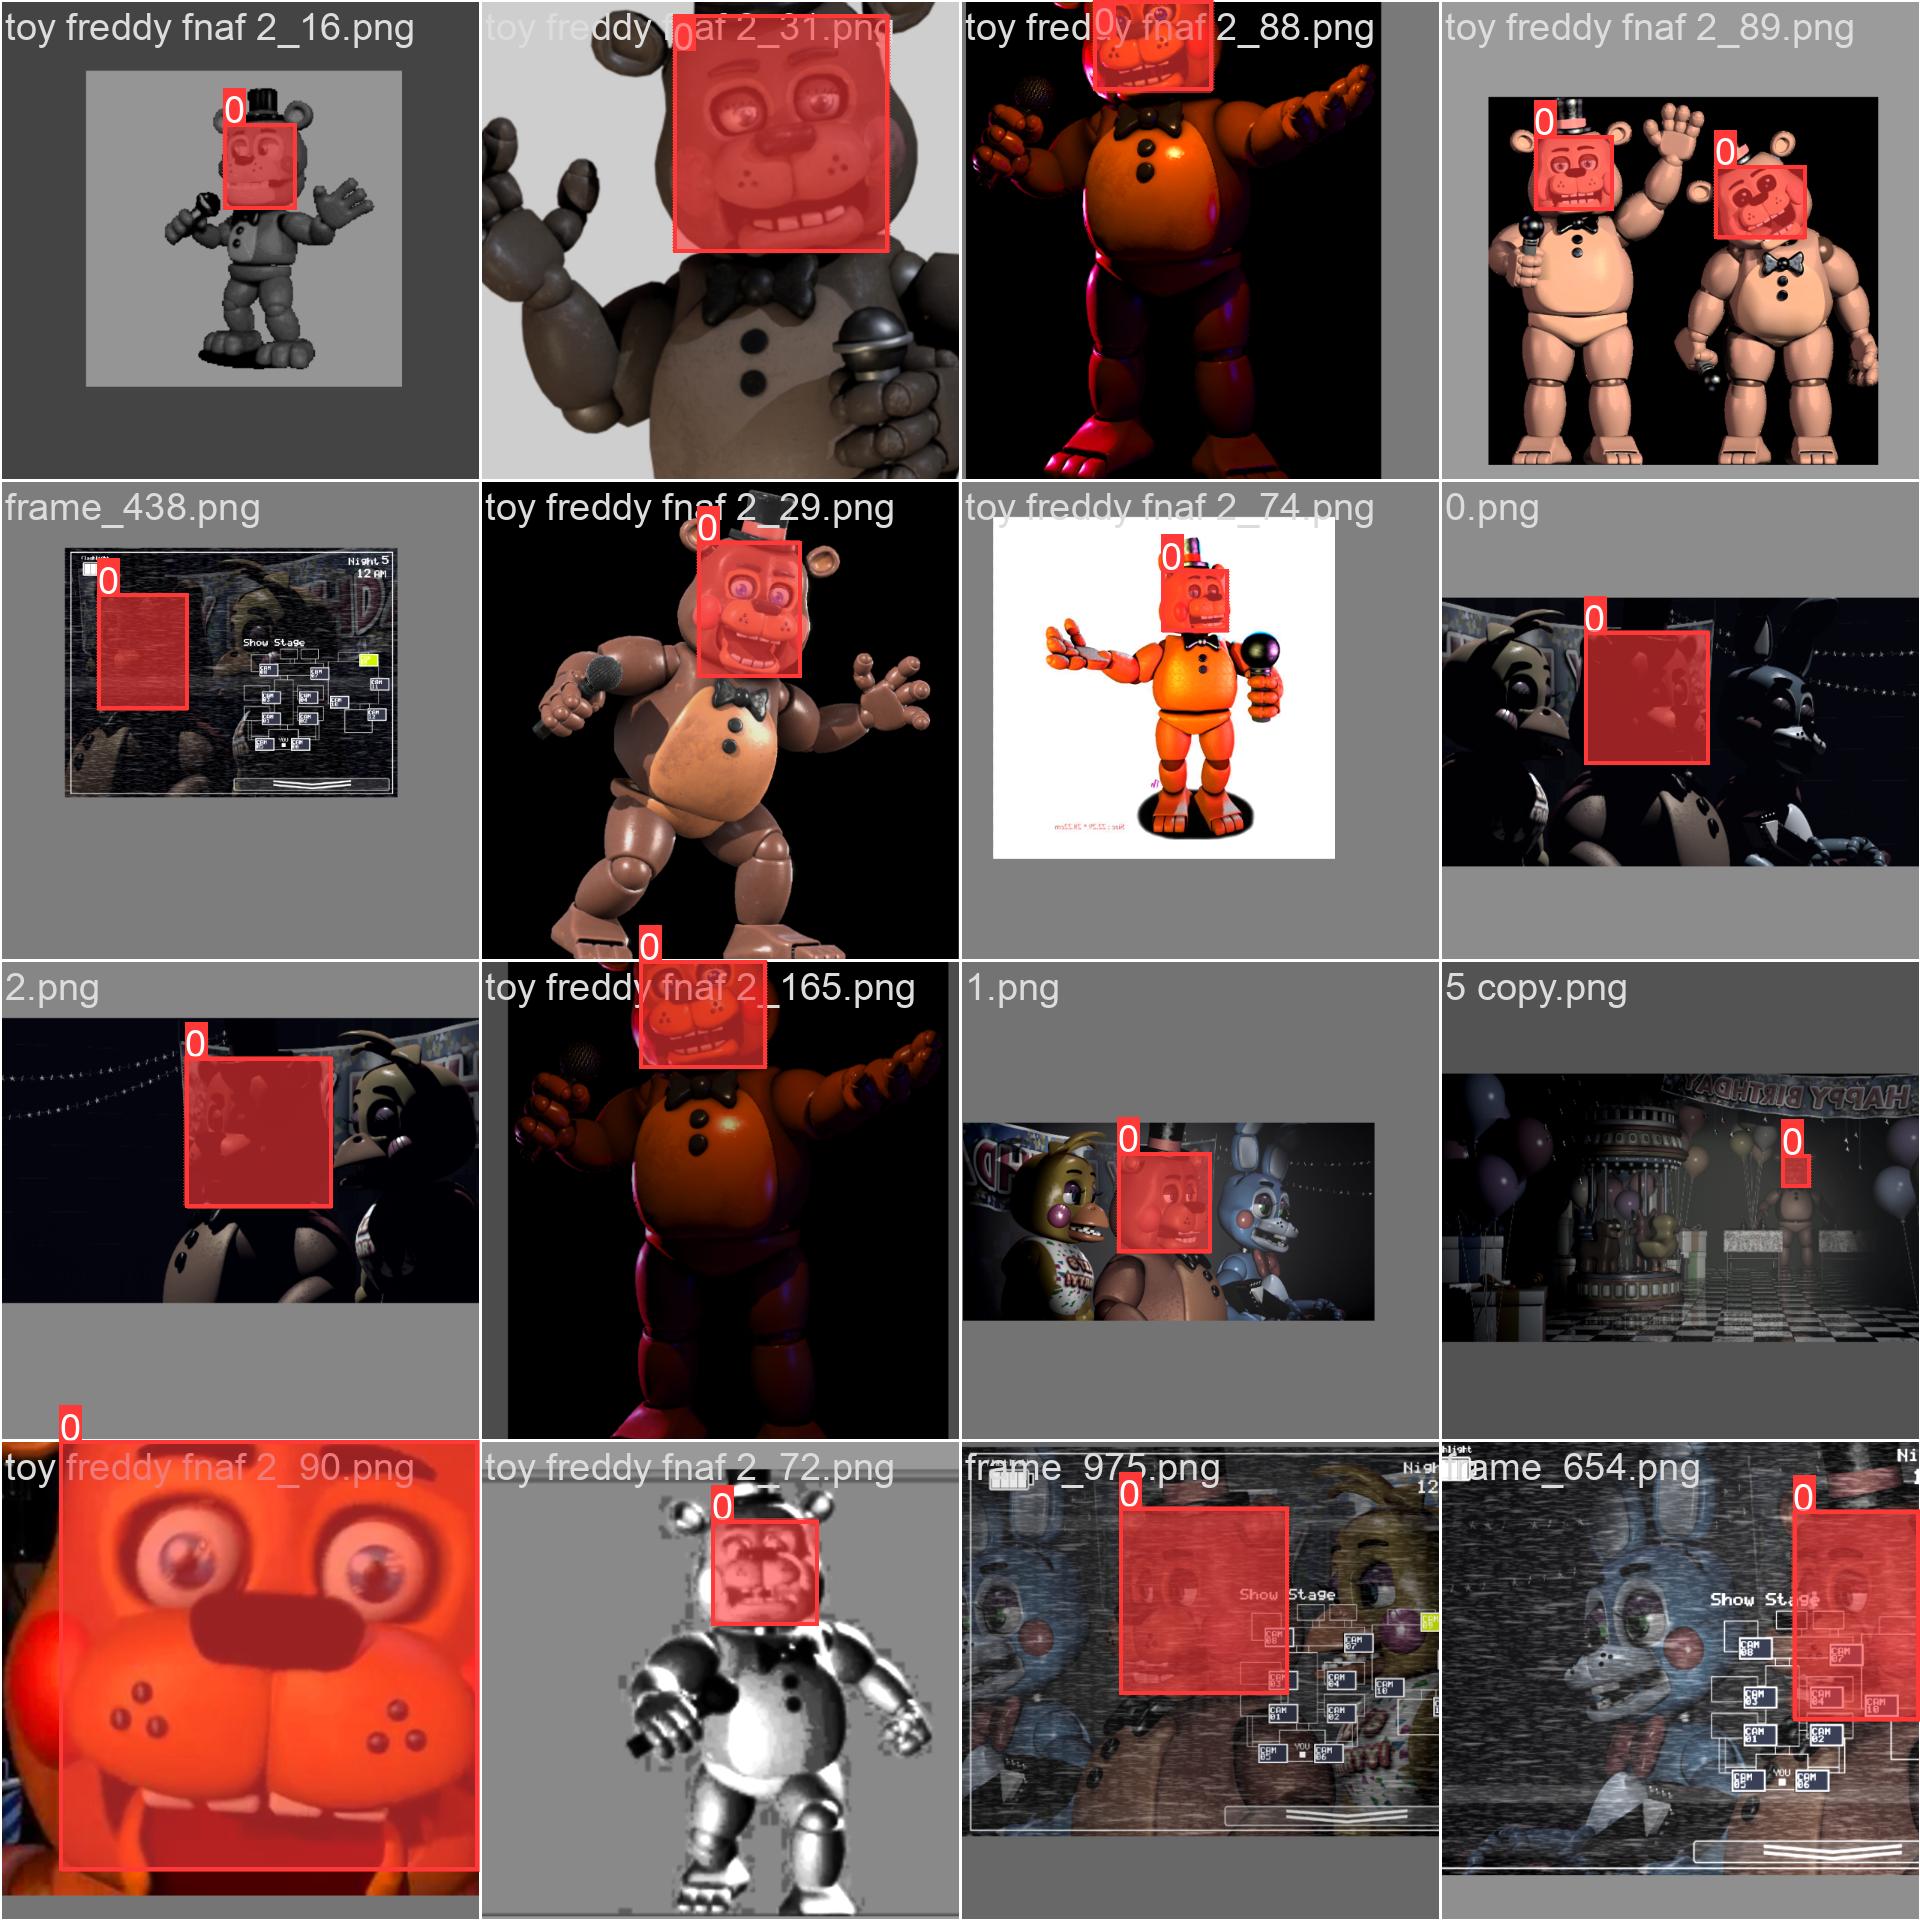 toy freddy fnaf 2_16.png
0
toy freddy fnaf 2_31.png
0
toy freddy fnaf 2_88.png
0
toy freddy fnaf 2_89.png
0
0
frame_438.png
Night 5
12 AM
0
Show Stage
YOU
toy freddy fnaf 2_29.png
0
toy freddy fnaf 2_74.png
0
0.png
0
2.png
0
toy freddy fnaf 2_165.png
0
1.png
0
5 copy.png
HAPPY BIRTHDAY
0
toy freddy fnaf 2_90.png
0
toy freddy fnaf 2_72.png
0
frame_975.png
Nigh
12
0
Show Stage
CAM 08
CAM 07
CAM 03
CAM 04
CAM 10
CAM 01
CAM 02
YOU
CAM 05
CAM 06
hlight
frame_654.png
Ni
0
Show Stage
CAM 08
CAM 07
CAM 03
CAM 04
CAM 10
CAM 01
CAM 02
YOU
CAM 05
CAM 06